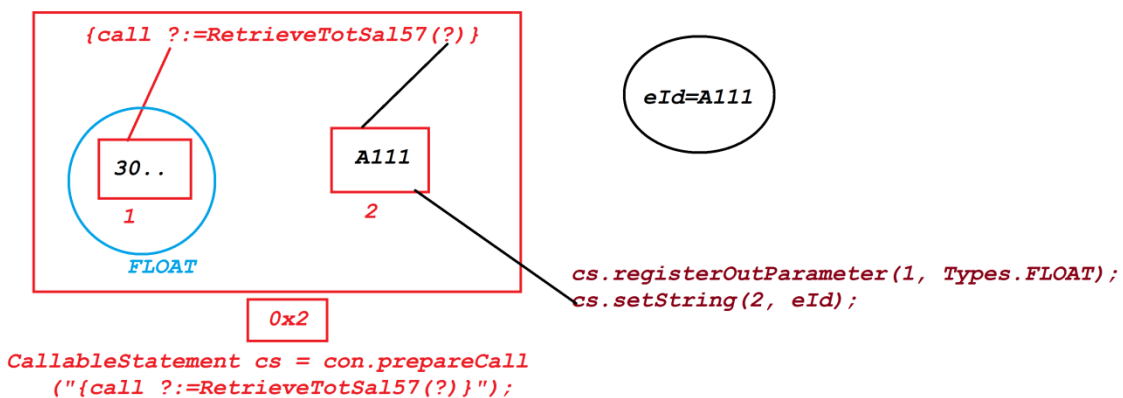 {call ?:=RetrieveTotSal57(?)}
eId=A111
30..
A111
1
2
FLOAT
cs.registerOutParameter(1, Types.FLOAT);
cs.setString(2, eId);
0x2
CallableStatement cs = con.prepareCall
("{call ?:=RetrieveTotSal57(?)}");